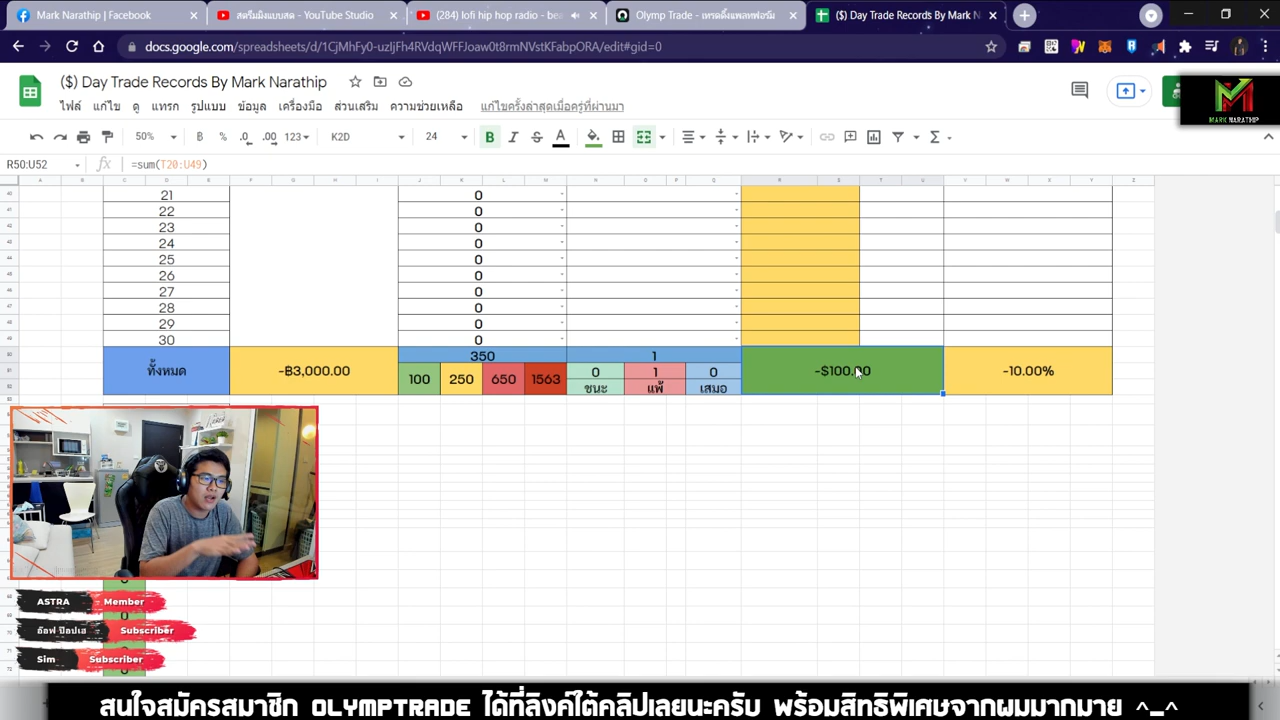 Mark Narathip | Facebook
สตรีมมิงแบบสด - YouTube Studio
(284) lofi hip hop radio - bea
Olymp Trade - เทรดดิ้งแพลทฟอร์ม
($) Day Trade Records By Mark N
docs.google.com/spreadsheets/d/1CjMhFy0-uzIjFh4RVdqWFFJoaw0t8rmNVstKFabpORA/edit#gid=0
($) Day Trade Records By Mark Narathip
ไฟล์ แก้ไข ดู แทรก รูปแบบ ข้อมูล เครื่องมือ ส่วนเสริม ความช่วยเหลือ แก้ไขครั้งล่าสุดเมื่อครู่ที่ผ่านมา
MARK NARATHIP
50% ฿ % .0 .00 123 K2D 24 B I S A
R50:U52 fx =sum(T20:U49)
21 0
22 0
23 0
24 0
25 0
26 0
27 0
28 0
29 0
30 0
ทั้งหมด -฿3,000.00 350 1 -$100.00 -10.00%
100 250 650 1563 0 1 0
ชนะ แพ้ เสมอ
ASTRA Member
อ๊อฟ ป๊อปเฮ Subscriber
Sim Subscriber
สนใจสมัครสมาชิก OLYMPTRADE ได้ที่ลิงค์ใต้คลิปเลยนะครับ พร้อมสิทธิพิเศษจากผมมากมาย ^_^